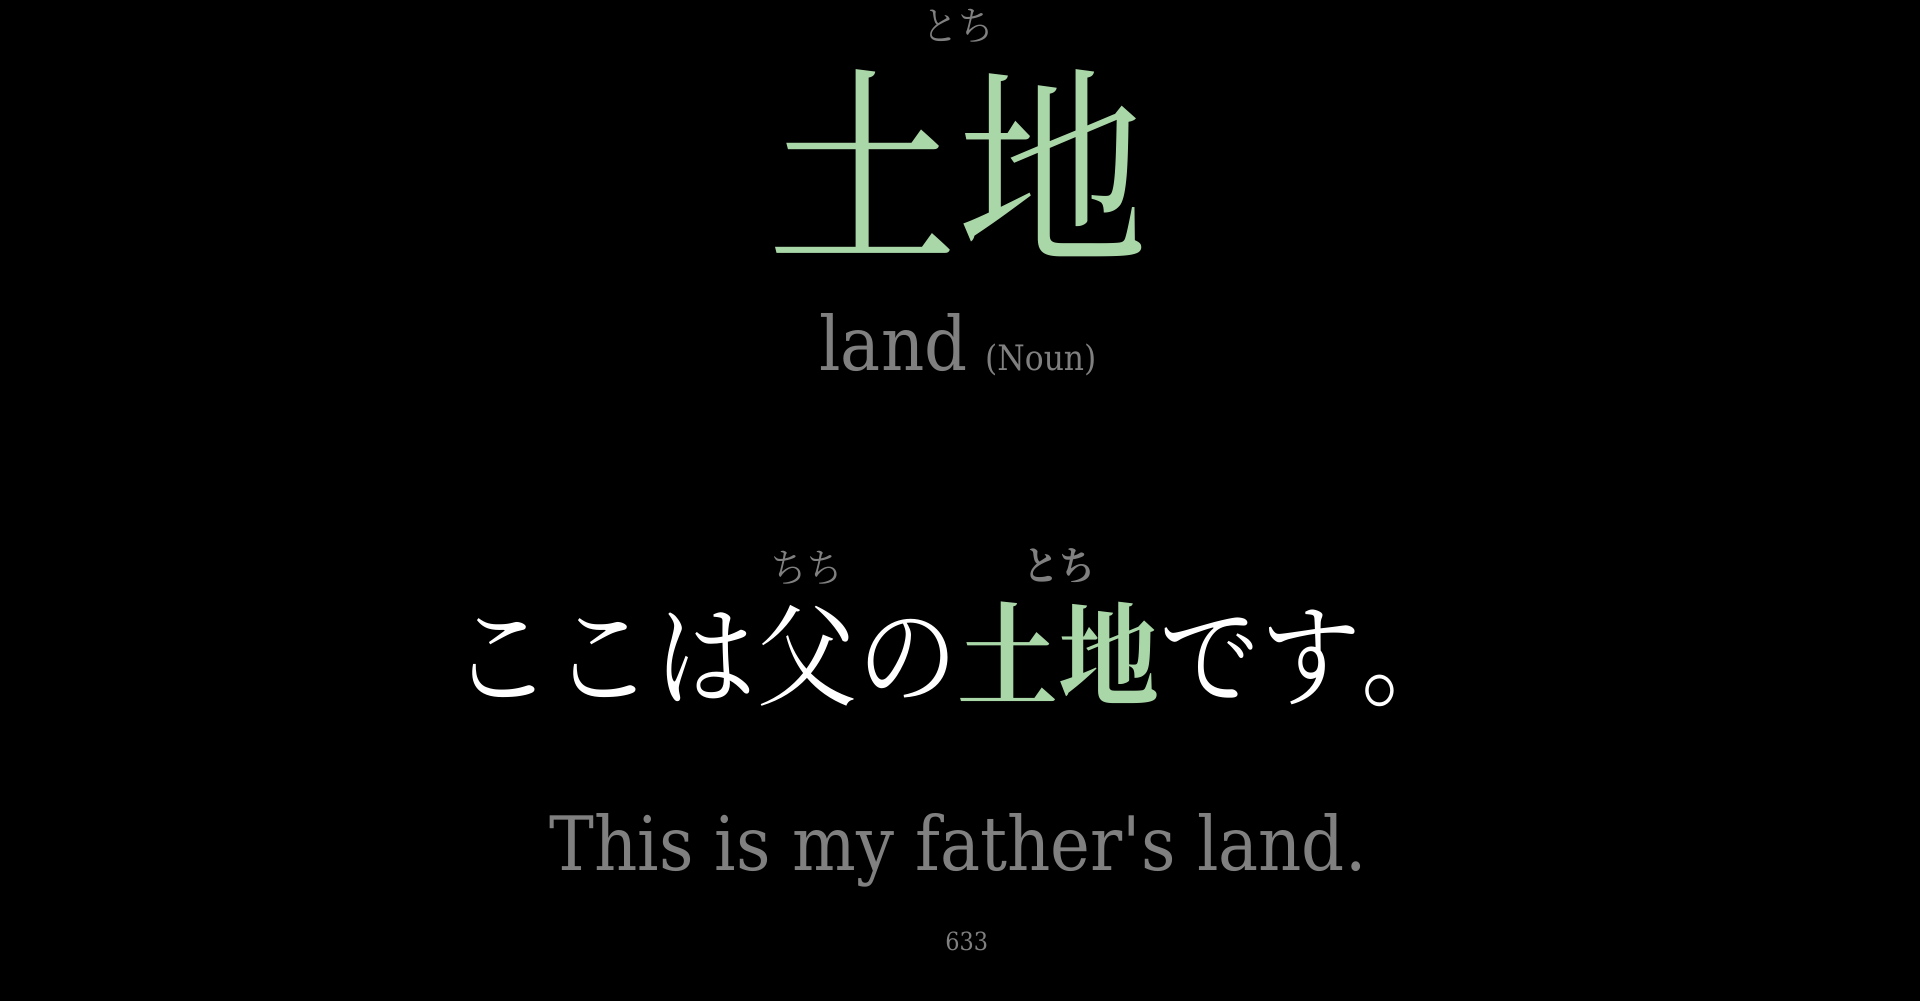 とち
土地
land (Noun)
ちち とち
ここは父の土地です。
This is my father's land.
633